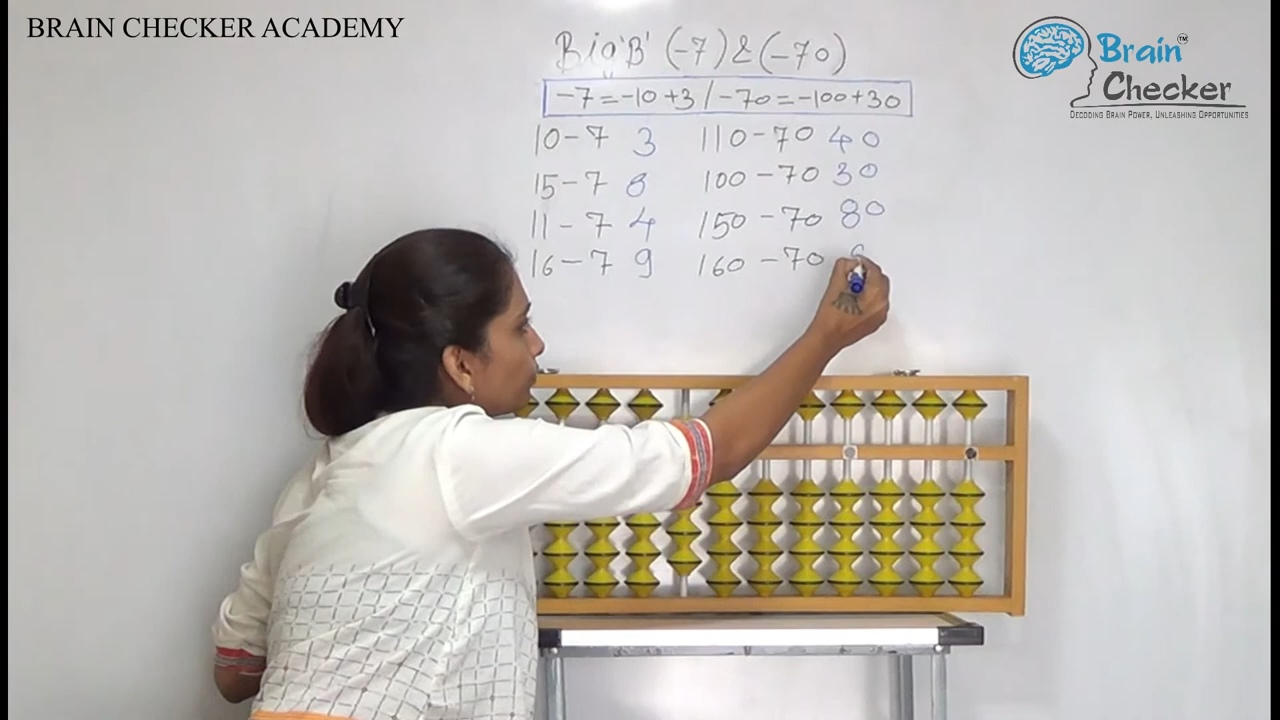 BRAIN CHECKER ACADEMY
Brain Checker™
DECODING BRAIN POWER, UNLEASHING OPPORTUNITIES
Big 'B' (-7) & (-70)
-7 = -10 +3 / -70 = -100 + 30
10 - 7 3 110 - 70 40
15 - 7 8 100 - 70 30
11 - 7 4 150 - 70 80
16 - 7 9 160 - 70